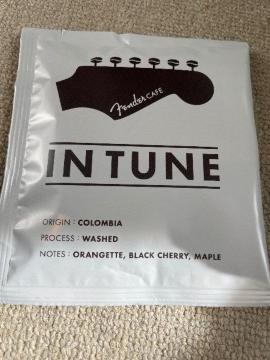 Fender CAFE
IN TUNE
ORIGIN : COLOMBIA
PROCESS : WASHED
NOTES : ORANGETTE, BLACK CHERRY, MAPLE